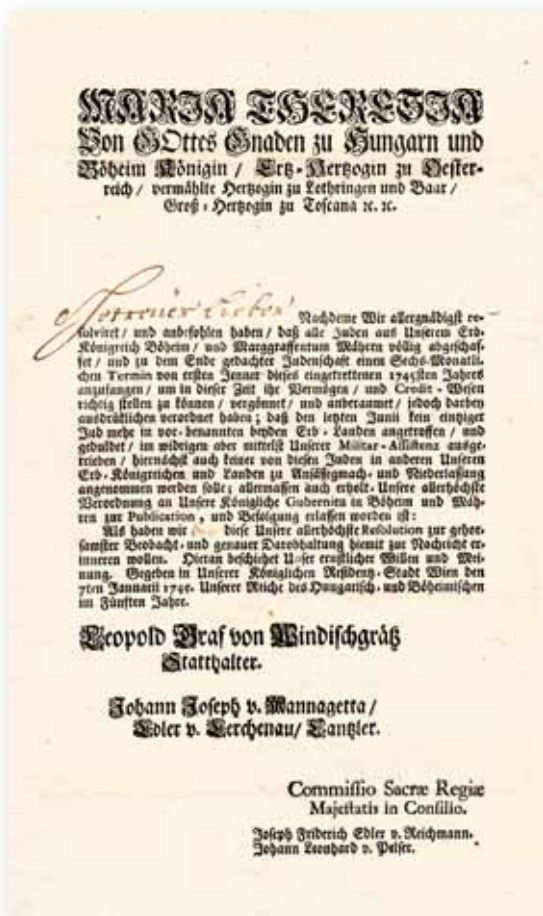 MARIA THERESIA
Von GOttes Gnaden zu Hungarn und
Böheim Königin / Ertz-Hertzogin zu Oester-
reich / vermählte Hertzogin zu Lothringen und Baar /
Groß-Hertzogin zu Toscana ꝛc. ꝛc.
Getreuer Lieber Nachdeme Wir allergnädigst re-
solviret / und anbefohlen haben / daß alle Juden aus Unserem Erb-
Königreich Böheim / und Marggraffentum Mähren völlig abgeschaf-
fet / und zu dem Ende gedachter Judenschaft einen Sechs-Monatli-
chen Termin von ersten Jenner dieses eingetrettenen 1745sten Jahres
anzufangen / um in dieser Zeit ihr Vermögen / und Credit-Wesen
richtig stellen zu können / vergönnet / und anberaumet / jedoch darbey
ausdrücklichen verordnet haben; daß den letzten Junii kein eintziger
Jud mehr in vor-benannten beyden Erb-Landen angetroffen / und
geduldet / im widrigen aber mittelst Unserer Militar-Assistenz ausge-
trieben / hiernächst auch keiner von diesen Juden in anderen Unseren
Erb-Königreichen und Landen zu Ansässigmach- und Niederlassung
angenommen werden solle; allermassen auch erholt-Unsere allerhöchste
Verordnung an Unsere Königliche Gubernien in Böheim und Mäh-
ren zur Publication, und Befolgung erlassen worden ist:
Als haben wir diese Unsere allerhöchste Resolution zur gehor-
samster Beobacht- und genauer Darobhaltung hiemit zur Nachricht er-
inneren wollen. Hieran beschiehet Unser ernstlicher Willen und Mei-
nung. Gegeben in Unserer Königlichen Residentz-Stadt Wien den
7ten Januarii 1745. Unserer Reiche des Hungarisch- und Böheimischen
im Fünften Jahre.
Leopold Graf von Windischgrätz
Statthalter.
Johann Joseph v. Mannagetta /
Edler v. Lerchenau / Cantzler.
Commissio Sacræ Regiæ
Majestatis in Consilio.
Joseph Friderich Edler v. Reichmann.
Johann Leonhard v. Pelser.